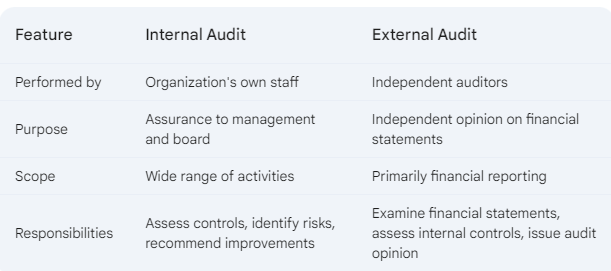 Feature Internal Audit External Audit
Performed by Organization's own staff Independent auditors
Purpose Assurance to management and board Independent opinion on financial statements
Scope Wide range of activities Primarily financial reporting
Responsibilities Assess controls, identify risks, recommend improvements Examine financial statements, assess internal controls, issue audit opinion